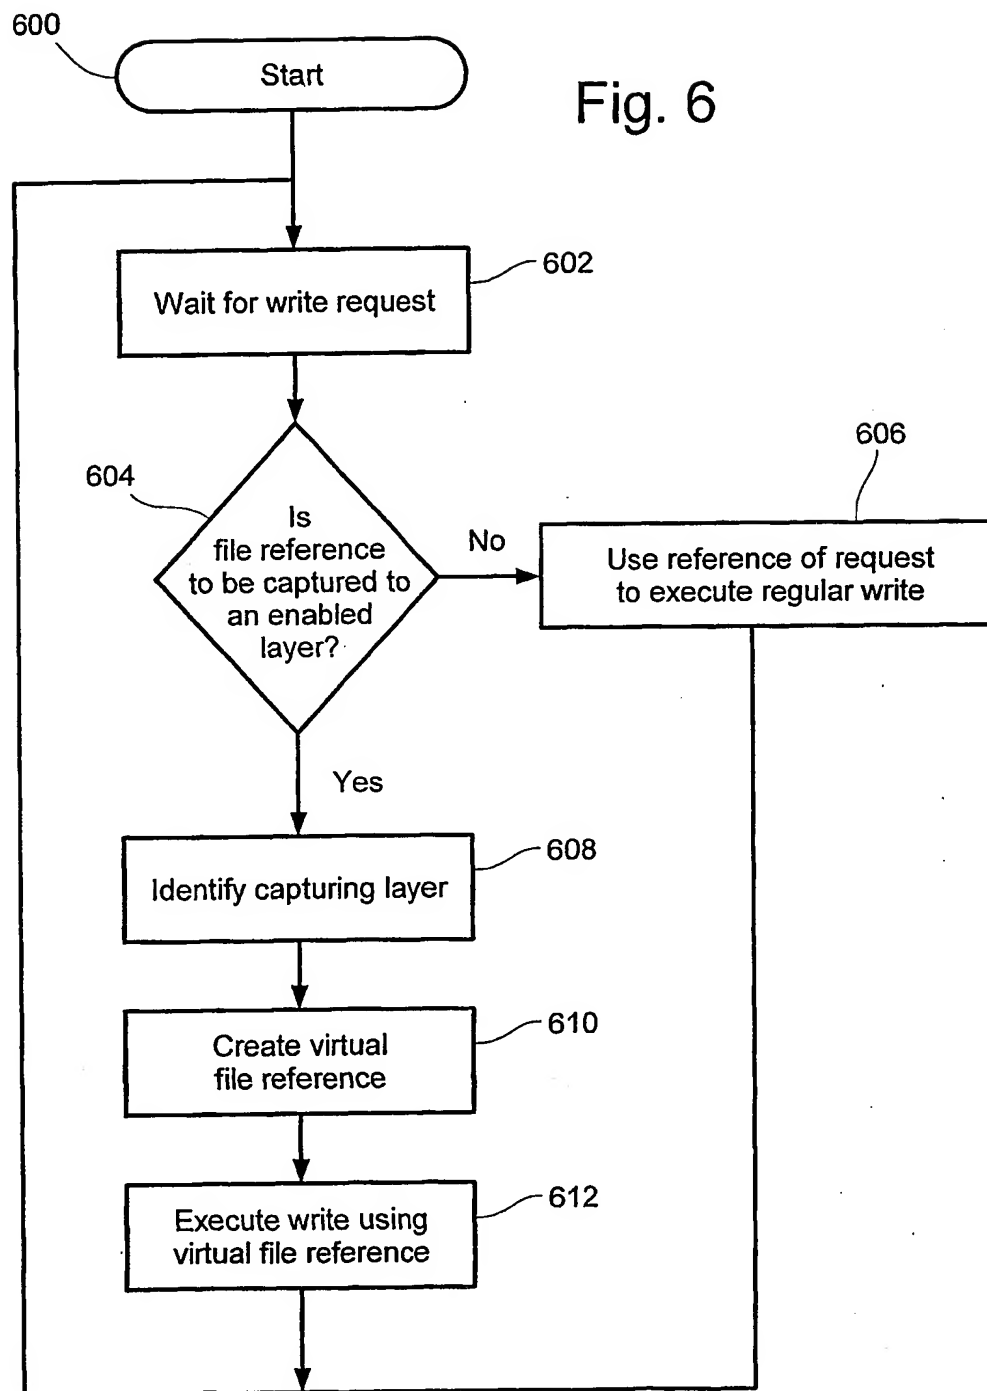 600
Start
Fig. 6
602
Wait for write request
606
604
Is
file reference
to be captured to
an enabled
layer?
No
Use reference of request
to execute regular write
Yes
608
Identify capturing layer
610
Create virtual
file reference
612
Execute write using
virtual file reference